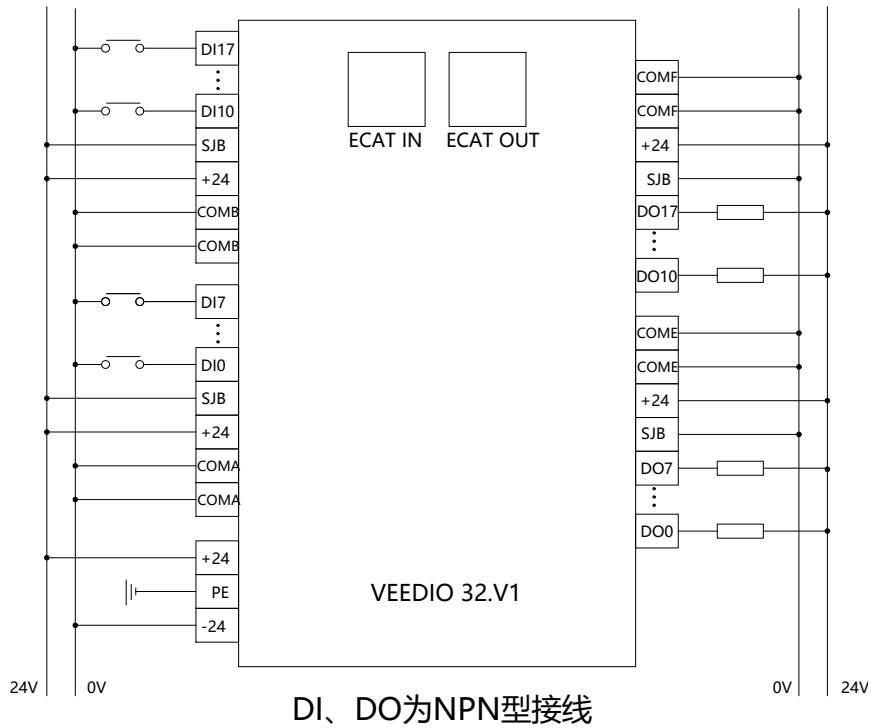 DI17
DI10
SJB
+24
COMB
COMB
DI7
DI0
SJB
+24
COMA
COMA
+24
PE
-24
24V
0V
ECAT IN
ECAT OUT
VEEDIO 32.V1
COMF
COMF
+24
SJB
DO17
DO10
COME
COME
+24
SJB
DO7
DO0
0V
24V
DI、DO为NPN型接线